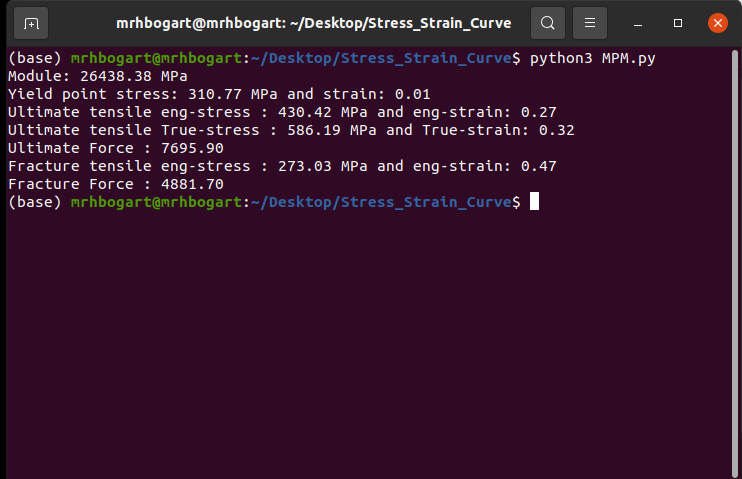 mrhbogart@mrhbogart: ~/Desktop/Stress_Strain_Curve
(base) mrhbogart@mrhbogart:~/Desktop/Stress_Strain_Curve$ python3 MPM.py
Module: 26438.38 MPa
Yield point stress: 310.77 MPa and strain: 0.01
Ultimate tensile eng-stress : 430.42 MPa and eng-strain: 0.27
Ultimate tensile True-stress : 586.19 MPa and True-strain: 0.32
Ultimate Force : 7695.90
Fracture tensile eng-stress : 273.03 MPa and eng-strain: 0.47
Fracture Force : 4881.70
(base) mrhbogart@mrhbogart:~/Desktop/Stress_Strain_Curve$